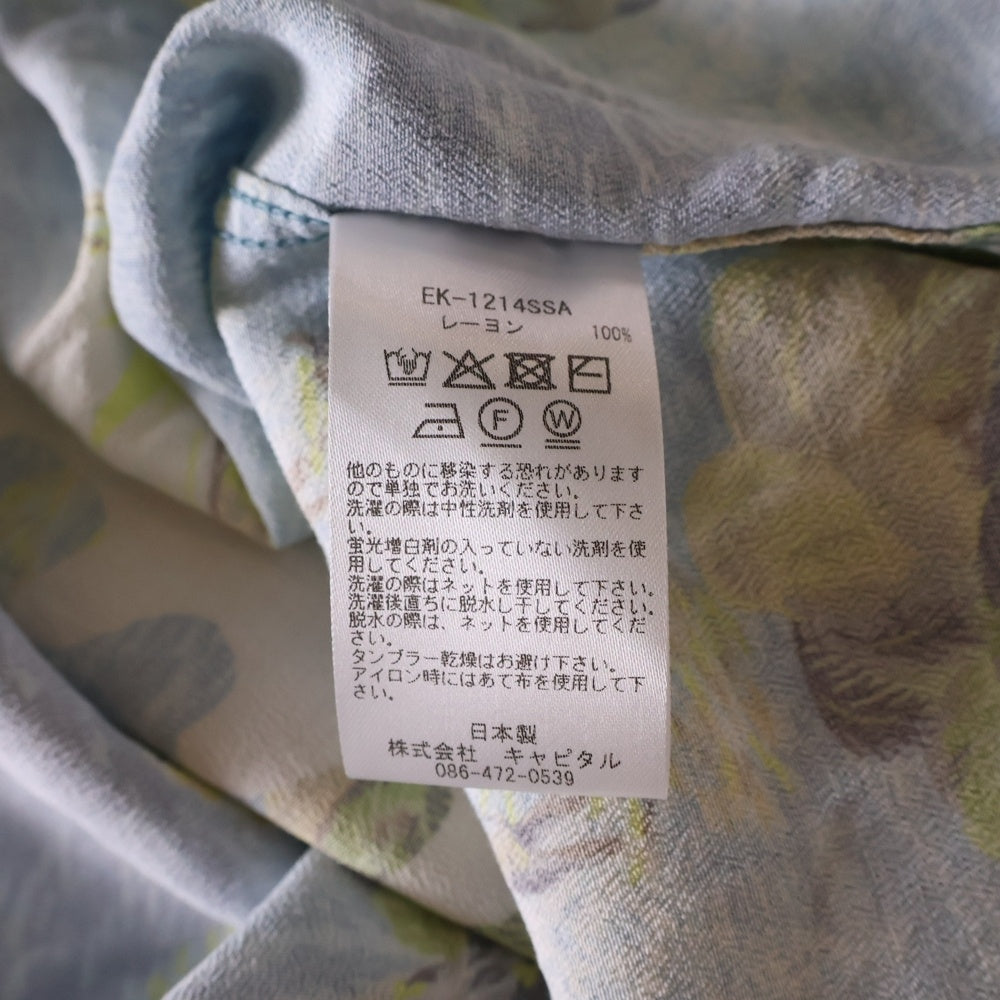 EK-1214SSA
レーヨン 100%
F W
他のものに移染する恐れがあります
ので単独でお洗いください。
洗濯の際は中性洗剤を使用して下さ
い。
蛍光増白剤の入っていない洗剤を使
用してください。
洗濯の際はネットを使用して下さい。
洗濯後直ちに脱水し干してください。
脱水の際は、ネットを使用してくだ
さい。
タンブラー乾燥はお避け下さい。
アイロン時にはあて布を使用して下
さい。
日本製
株式会社 キャピタル
086-472-0539